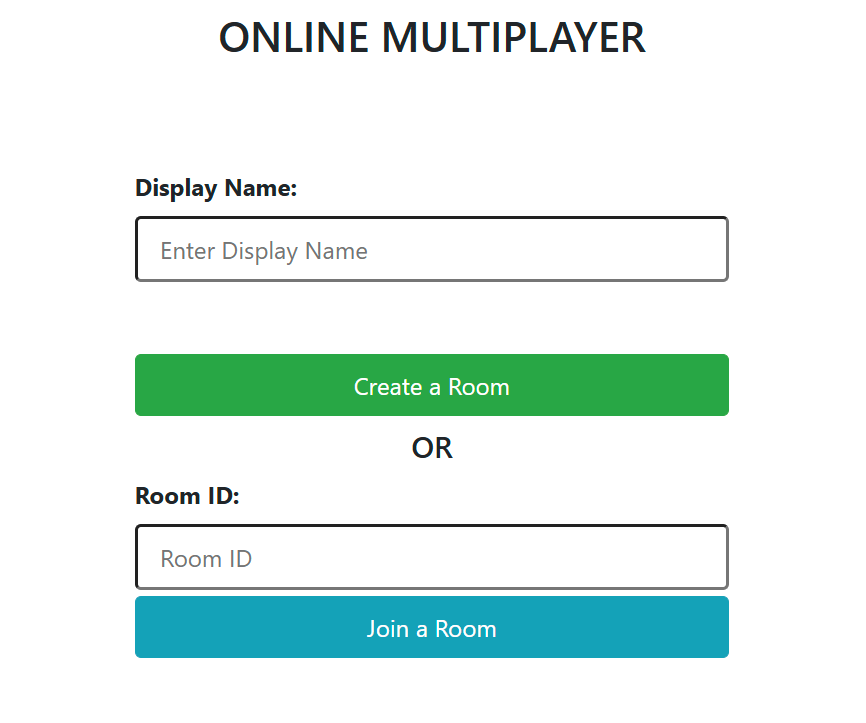 ONLINE MULTIPLAYER
Display Name:
Enter Display Name
Create a Room
OR
Room ID:
Room ID
Join a Room